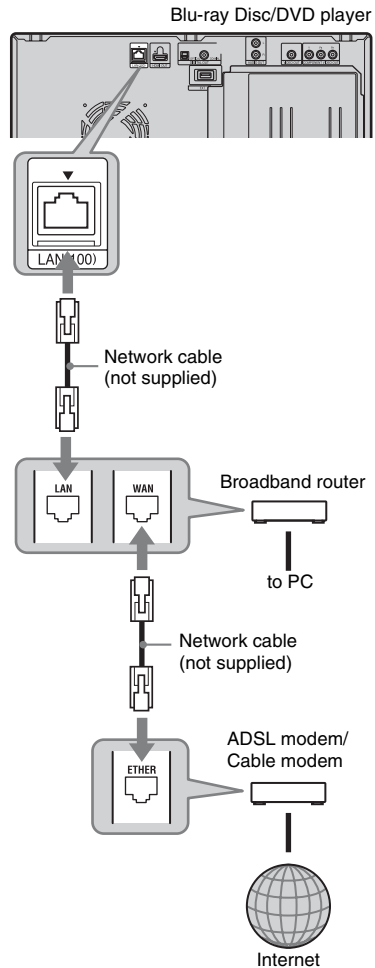 Blu-ray Disc/DVD player
LAN(100)
Network cable
(not supplied)
LAN
WAN
Broadband router
to PC
Network cable
(not supplied)
ETHER
ADSL modem/
Cable modem
Internet